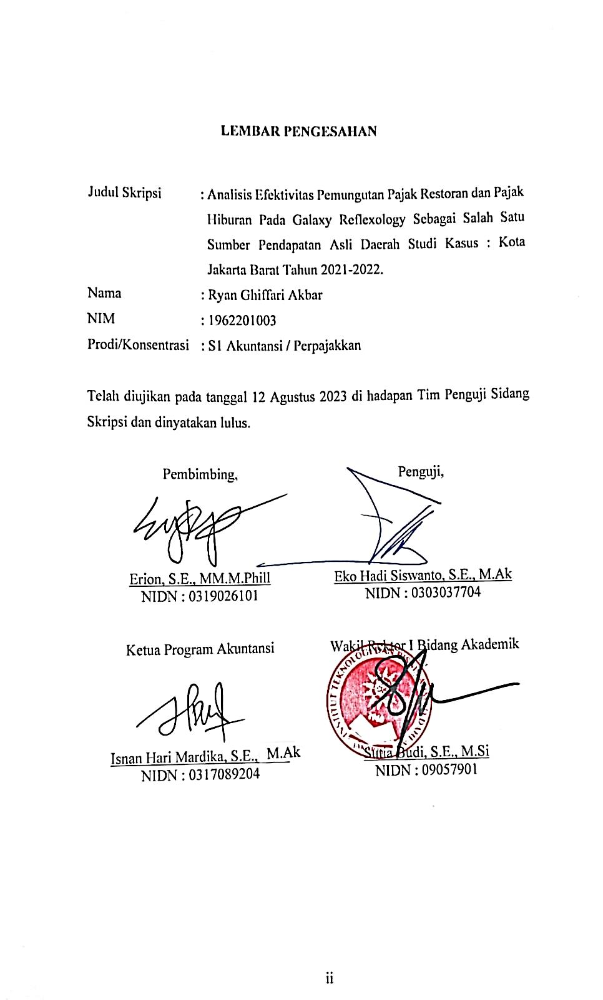 LEMBAR PENGESAHAN
Judul Skripsi : Analisis Efektivitas Pemungutan Pajak Restoran dan Pajak
Hiburan Pada Galaxy Reflexology Sebagai Salah Satu
Sumber Pendapatan Asli Daerah Studi Kasus : Kota
Jakarta Barat Tahun 2021-2022.
Nama : Ryan Ghiffari Akbar
NIM : 1962201003
Prodi/Konsentrasi : S1 Akuntansi / Perpajakkan
Telah diujikan pada tanggal 12 Agustus 2023 di hadapan Tim Penguji Sidang
Skripsi dan dinyatakan lulus.
Pembimbing, Penguji,
Erion, S.E., MM.M.Phill Eko Hadi Siswanto, S.E., M.Ak
NIDN : 0319026101 NIDN : 0303037704
Ketua Program Akuntansi Wakil Rektor I Bidang Akademik
INSTITUT TEKNOLOGI DAN
Isnan Hari Mardika, S.E., M.Ak Budi, S.E., M.Si
NIDN : 0317089204 NIDN : 09057901
ii